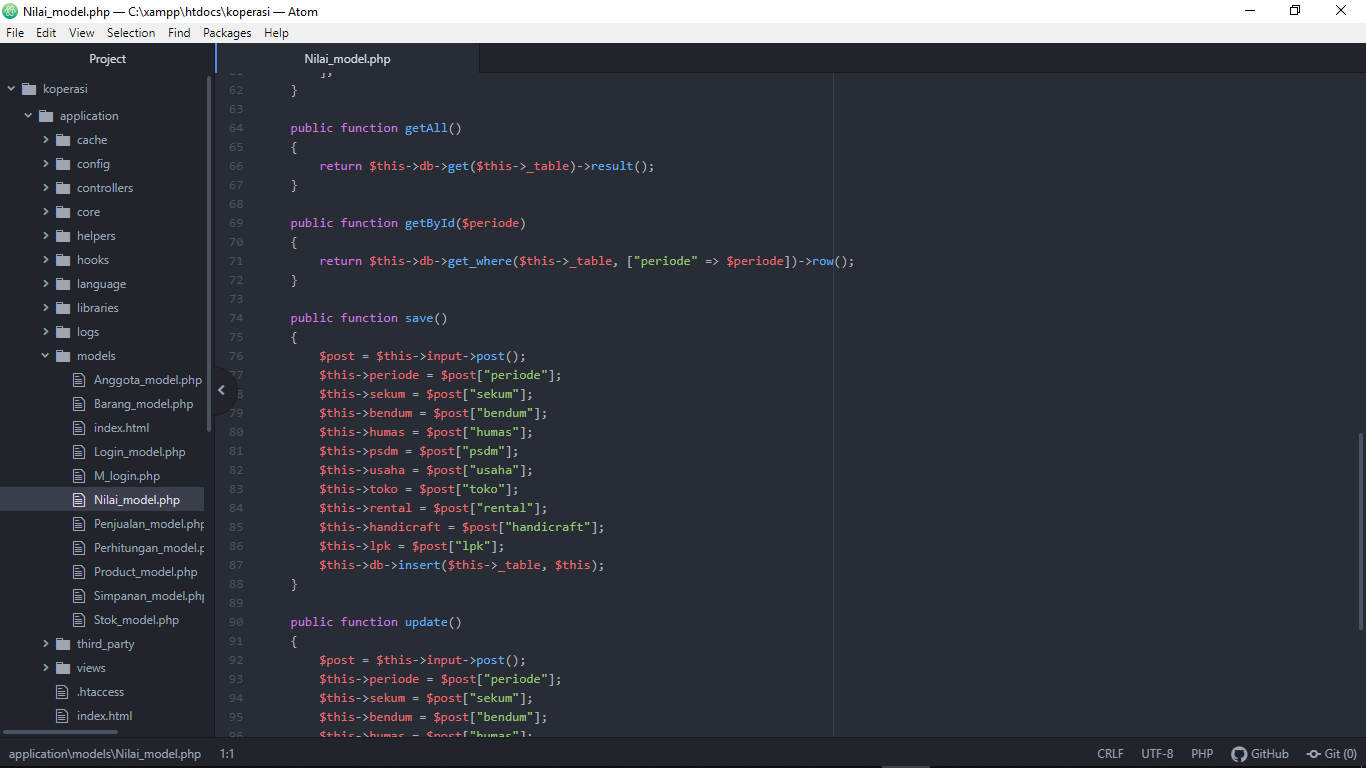 Nilai_model.php — C:\xampp\htdocs\koperasi — Atom
File Edit View Selection Find Packages Help
Project
koperasi
application
cache
config
controllers
core
helpers
hooks
language
libraries
logs
models
Anggota_model.php
Barang_model.php
index.html
Login_model.php
M_login.php
Nilai_model.php
Penjualan_model.php
Perhitungan_model.p
Product_model.php
Simpanan_model.php
Stok_model.php
third_party
views
.htaccess
index.html
Nilai_model.php
61 ];
62 }
63
64 public function getAll()
65 {
66 return $this->db->get($this->_table)->result();
67 }
68
69 public function getById($periode)
70 {
71 return $this->db->get_where($this->_table, ["periode" => $periode])->row();
72 }
73
74 public function save()
75 {
76 $post = $this->input->post();
77 $this->periode = $post["periode"];
8 $this->sekum = $post["sekum"];
79 $this->bendum = $post["bendum"];
80 $this->humas = $post["humas"];
81 $this->psdm = $post["psdm"];
82 $this->usaha = $post["usaha"];
83 $this->toko = $post["toko"];
84 $this->rental = $post["rental"];
85 $this->handicraft = $post["handicraft"];
86 $this->lpk = $post["lpk"];
87 $this->db->insert($this->_table, $this);
88 }
89
90 public function update()
91 {
92 $post = $this->input->post();
93 $this->periode = $post["periode"];
94 $this->sekum = $post["sekum"];
95 $this->bendum = $post["bendum"];
96 $this->humas = $post["humas"];
application\models\Nilai_model.php 1:1 CRLF UTF-8 PHP GitHub Git (0)